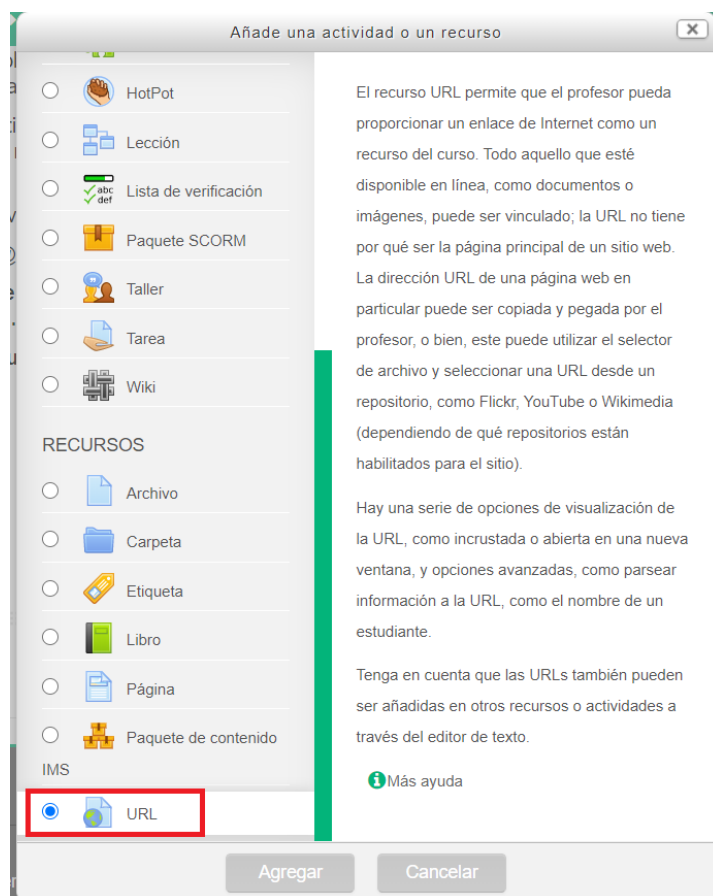 Añade una actividad o un recurso
HotPot
Lección
abc
def
Lista de verificación
Paquete SCORM
Taller
Tarea
Wiki
RECURSOS
Archivo
Carpeta
Etiqueta
Libro
Página
Paquete de contenido
IMS
URL
El recurso URL permite que el profesor pueda
proporcionar un enlace de Internet como un
recurso del curso. Todo aquello que esté
disponible en línea, como documentos o
imágenes, puede ser vinculado; la URL no tiene
por qué ser la página principal de un sitio web.
La dirección URL de una página web en
particular puede ser copiada y pegada por el
profesor, o bien, este puede utilizar el selector
de archivo y seleccionar una URL desde un
repositorio, como Flickr, YouTube o Wikimedia
(dependiendo de qué repositorios están
habilitados para el sitio).
Hay una serie de opciones de visualización de
la URL, como incrustada o abierta en una nueva
ventana, y opciones avanzadas, como parsear
información a la URL, como el nombre de un
estudiante.
Tenga en cuenta que las URLs también pueden
ser añadidas en otros recursos o actividades a
través del editor de texto.
Más ayuda
Agregar
Cancelar